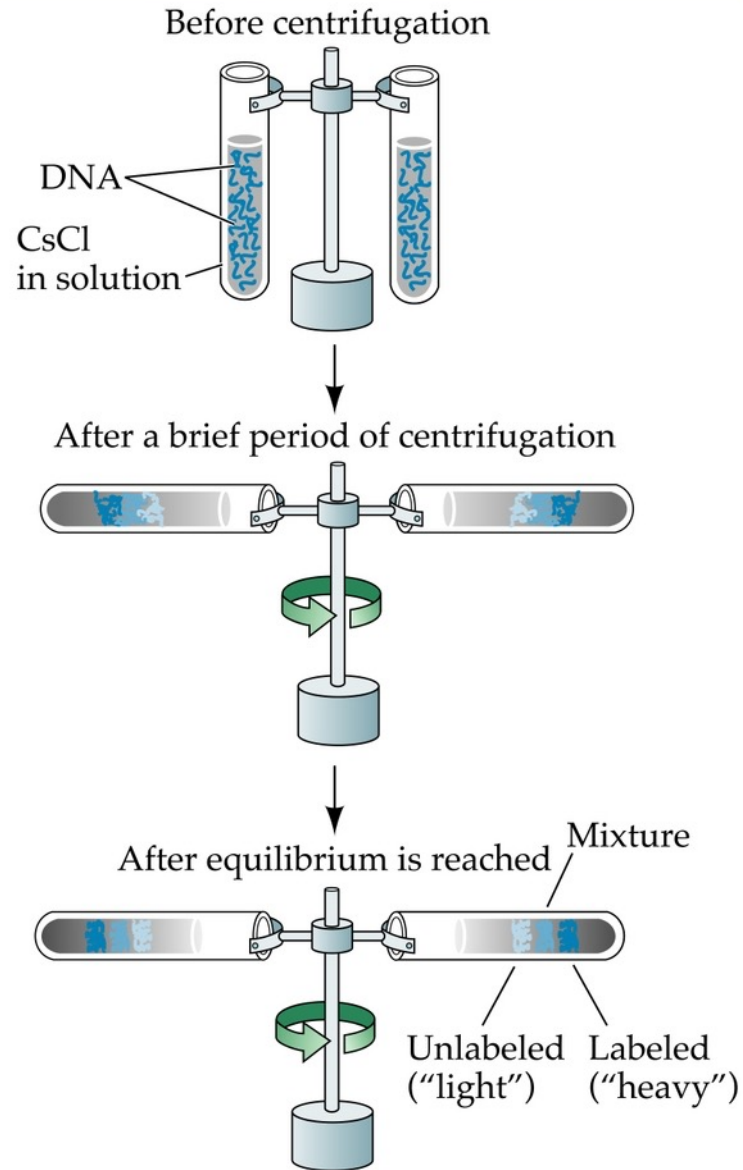 Before centrifugation
DNA
CsCl
in solution
After a brief period of centrifugation
After equilibrium is reached
Mixture
Unlabeled
(“light”)
Labeled
(“heavy”)